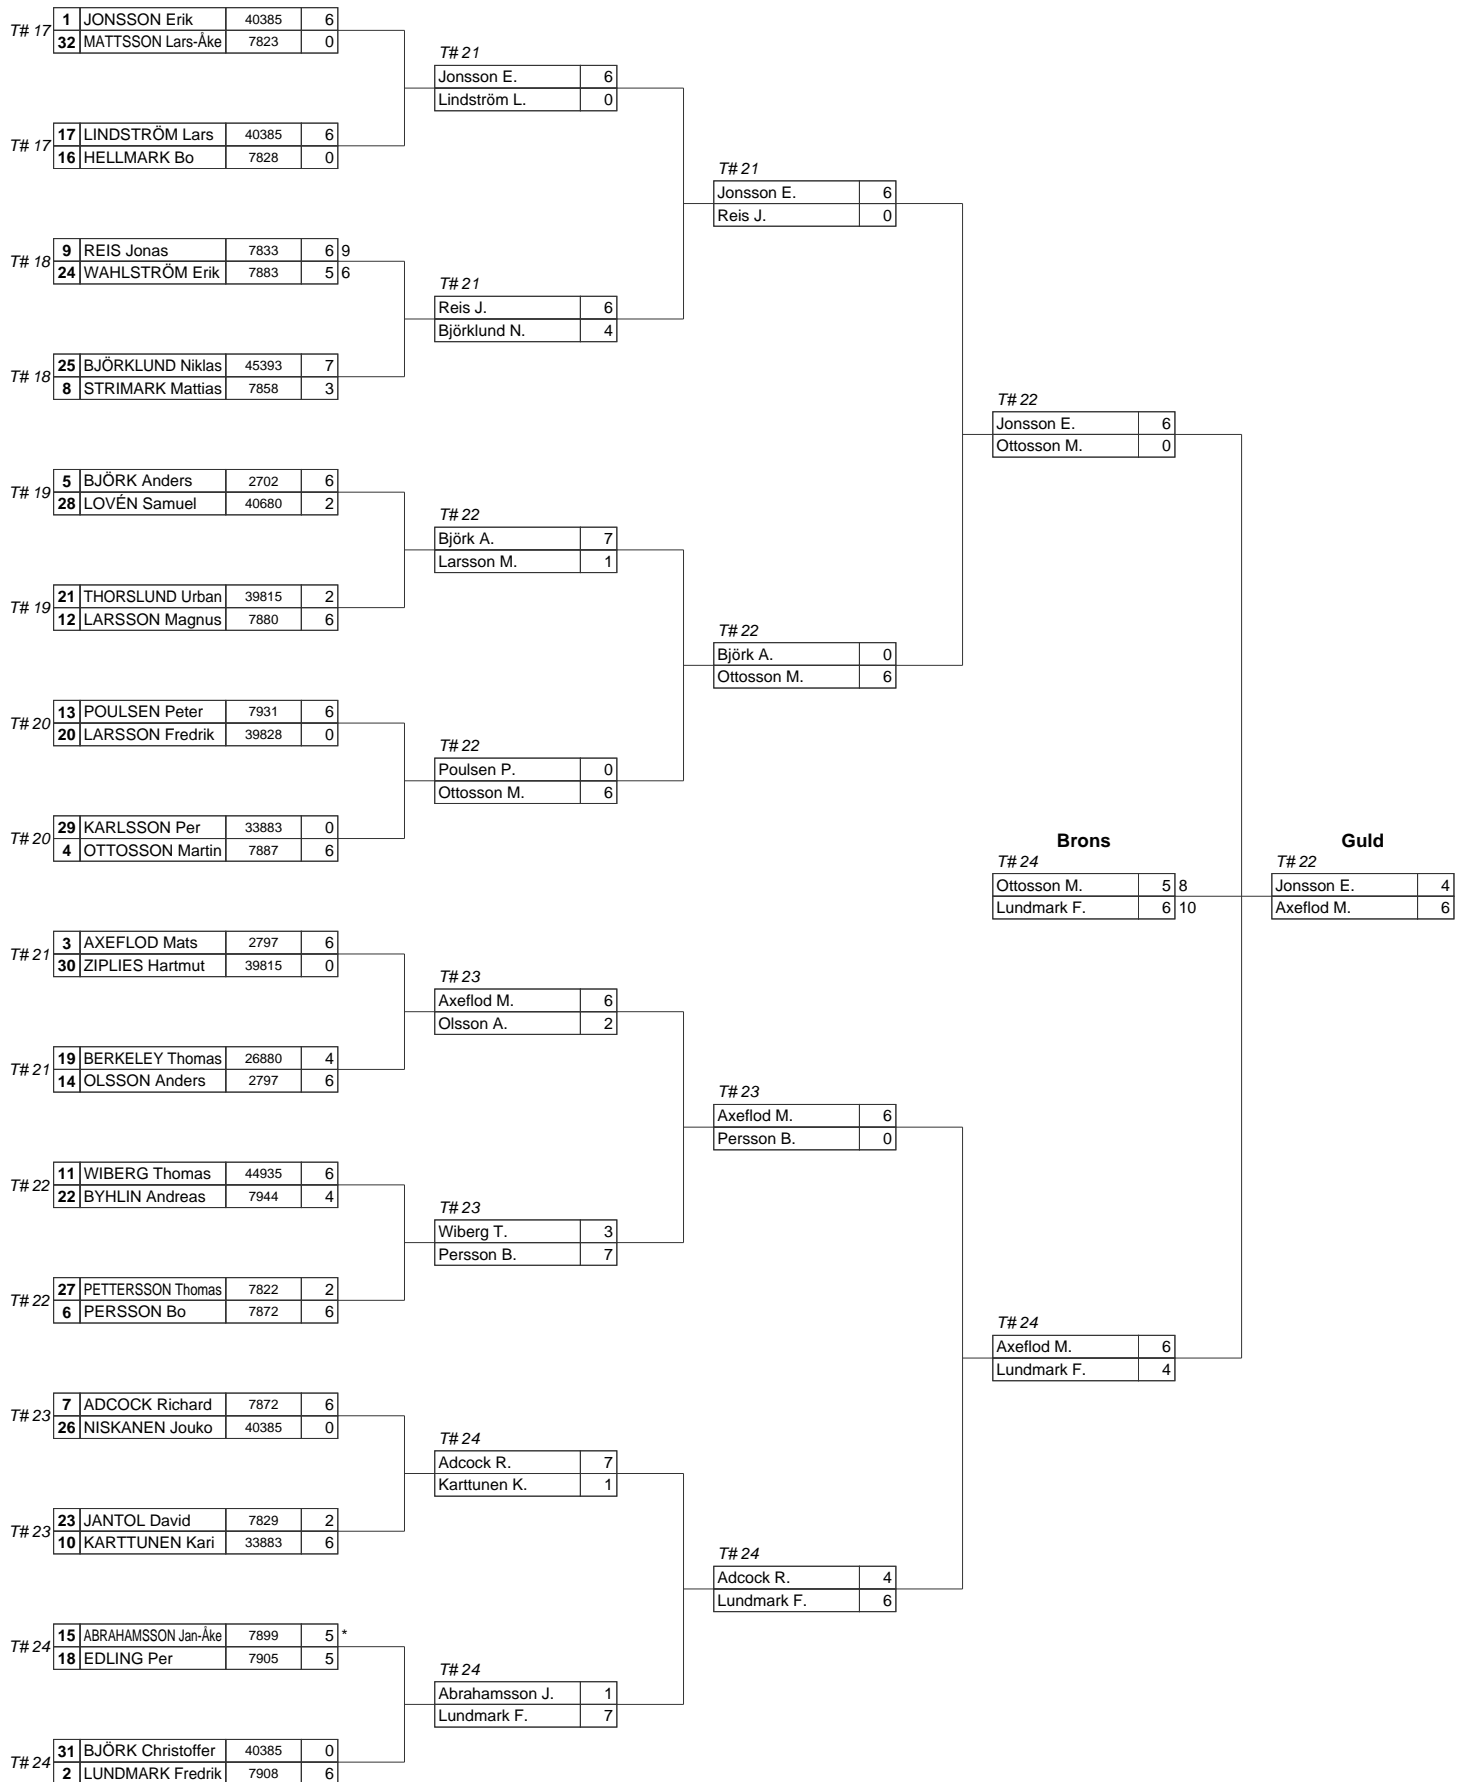 T# 17
1 JONSSON Erik 40385 6
32 MATTSSON Lars-Åke 7823 0
T# 17
17 LINDSTRÖM Lars 40385 6
16 HELLMARK Bo 7828 0
T# 18
9 REIS Jonas 7833 6 9
24 WAHLSTRÖM Erik 7883 5 6
T# 18
25 BJÖRKLUND Niklas 45393 7
8 STRIMARK Mattias 7858 3
T# 19
5 BJÖRK Anders 2702 6
28 LOVÉN Samuel 40680 2
T# 19
21 THORSLUND Urban 39815 2
12 LARSSON Magnus 7880 6
T# 20
13 POULSEN Peter 7931 6
20 LARSSON Fredrik 39828 0
T# 20
29 KARLSSON Per 33883 0
4 OTTOSSON Martin 7887 6
T# 21
3 AXEFLOD Mats 2797 6
30 ZIPLIES Hartmut 39815 0
T# 21
19 BERKELEY Thomas 26880 4
14 OLSSON Anders 2797 6
T# 22
11 WIBERG Thomas 44935 6
22 BYHLIN Andreas 7944 4
T# 22
27 PETTERSSON Thomas 7822 2
6 PERSSON Bo 7872 6
T# 23
7 ADCOCK Richard 7872 6
26 NISKANEN Jouko 40385 0
T# 23
23 JANTOL David 7829 2
10 KARTTUNEN Kari 33883 6
T# 24
15 ABRAHAMSSON Jan-Åke 7899 5 *
18 EDLING Per 7905 5
T# 24
31 BJÖRK Christoffer 40385 0
2 LUNDMARK Fredrik 7908 6
T# 21
Jonsson E. 6
Lindström L. 0
T# 21
Reis J. 6
Björklund N. 4
T# 22
Björk A. 7
Larsson M. 1
T# 22
Poulsen P. 0
Ottosson M. 6
T# 23
Axeflod M. 6
Olsson A. 2
T# 23
Wiberg T. 3
Persson B. 7
T# 24
Adcock R. 7
Karttunen K. 1
T# 24
Abrahamsson J. 1
Lundmark F. 7
T# 21
Jonsson E. 6
Reis J. 0
T# 22
Björk A. 0
Ottosson M. 6
T# 23
Axeflod M. 6
Persson B. 0
T# 24
Adcock R. 4
Lundmark F. 6
T# 22
Jonsson E. 6
Ottosson M. 0
T# 24
Axeflod M. 6
Lundmark F. 4
Brons
T# 24
Ottosson M. 5 8
Lundmark F. 6 10
Guld
T# 22
Jonsson E. 4
Axeflod M. 6